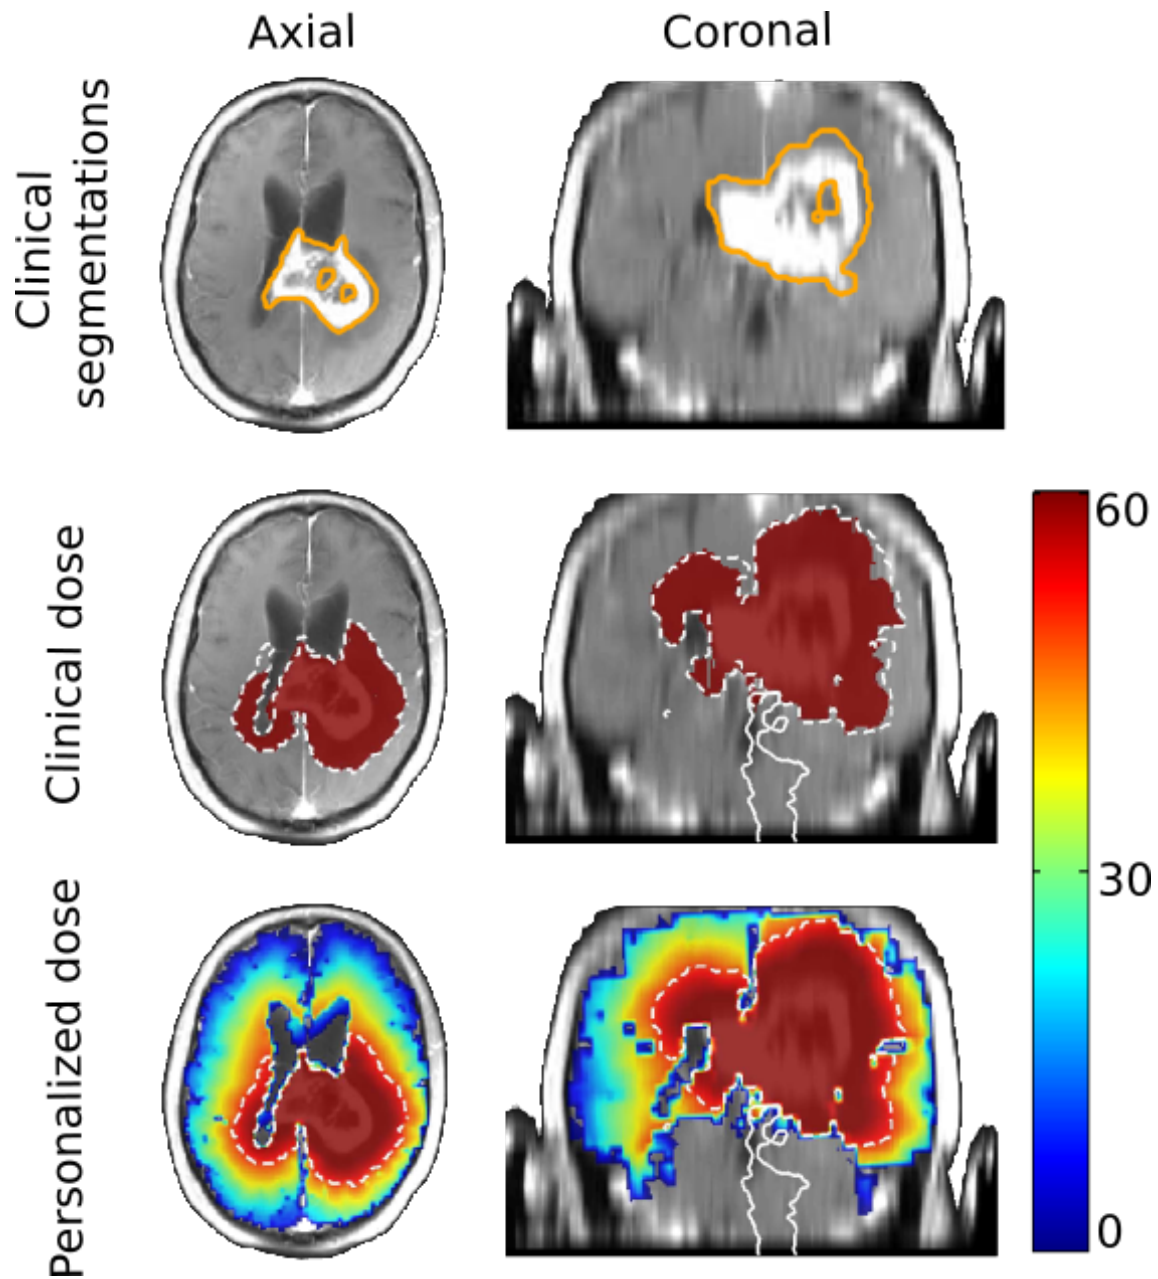 Axial
Coronal
Clinical
segmentations
Clinical dose
60
30
Personalized dose
0